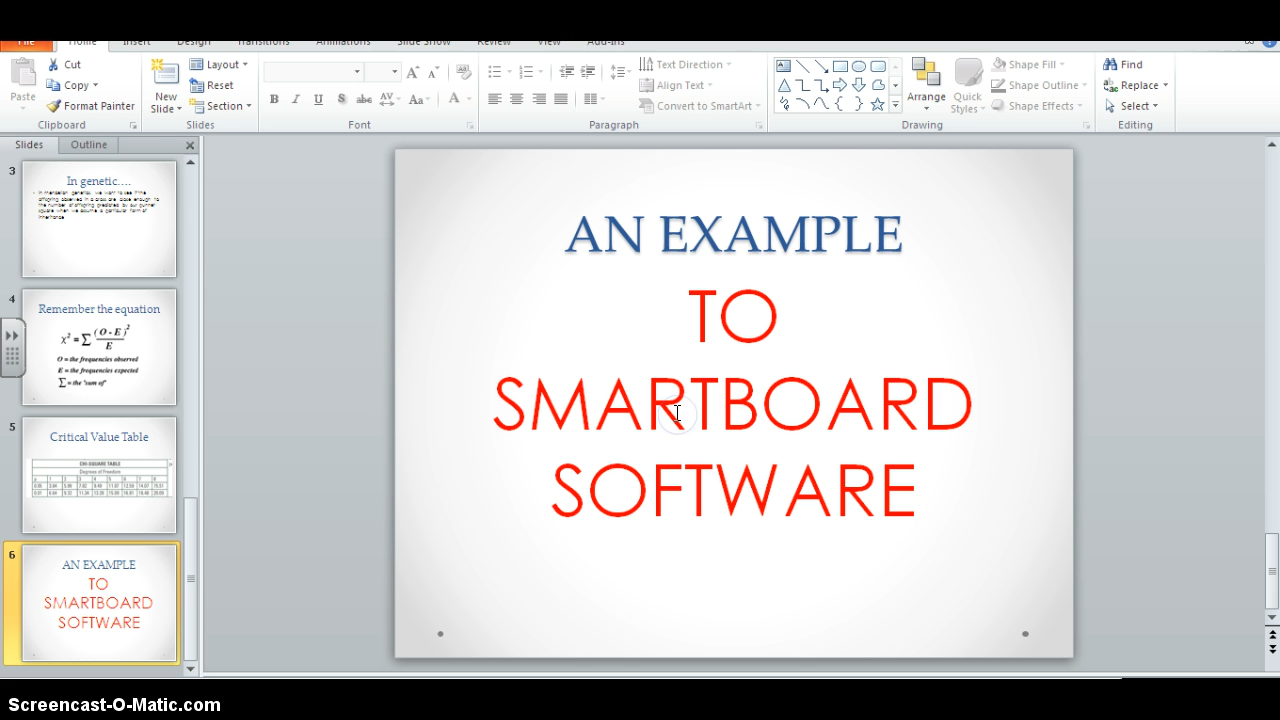 File Home Insert Design Transitions Animations Slide Show Review View Add-Ins
Paste
Cut
Copy
Format Painter
Clipboard
New
Slide
Layout
Reset
Section
Slides
Font
Text Direction
Align Text
Convert to SmartArt
Paragraph
Arrange
Quick
Styles
Shape Fill
Shape Outline
Shape Effects
Drawing
Find
Replace
Select
Editing
Slides Outline
3
In genetic....
4
Remember the equation
χ² = ∑ (O - E)² / E
O = the frequencies observed
E = the frequencies expected
∑ = the "sum of"
5
Critical Value Table
CHI-SQUARE TABLE
Degrees of Freedom
6
AN EXAMPLE
TO
SMARTBOARD
SOFTWARE
AN EXAMPLE
TO
SMARTBOARD
SOFTWARE
Screencast-O-Matic.com